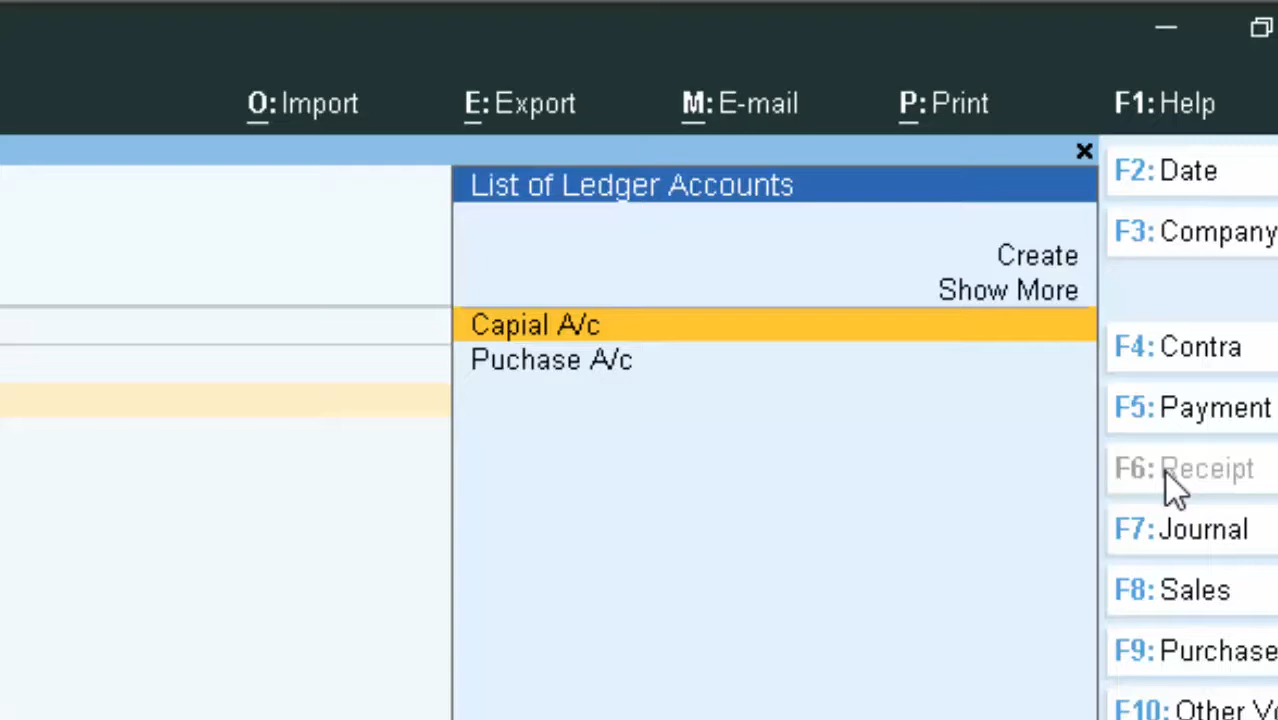 O: Import E: Export M: E-mail P: Print F1: Help
List of Ledger Accounts
Create
Show More
Capial A/c
Puchase A/c
F2: Date
F3: Company
F4: Contra
F5: Payment
F6: Receipt
F7: Journal
F8: Sales
F9: Purchase
F10: Other